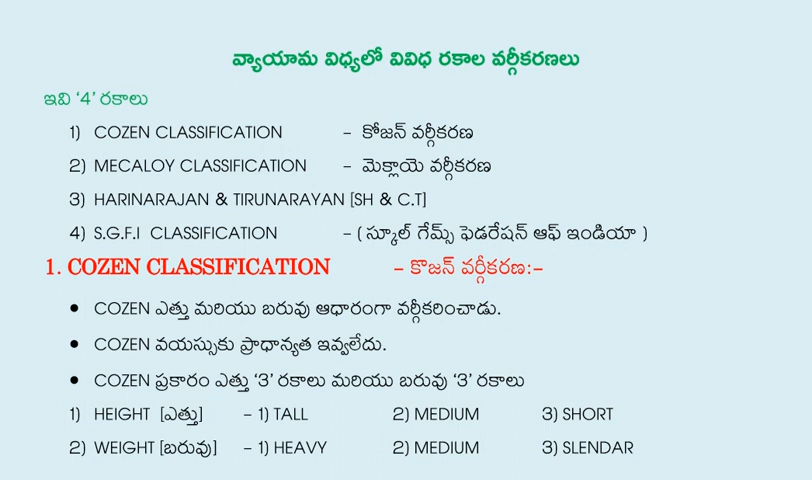 వ్యాయామ విధ్యలో వివిధ రకాల వర్గీకరణలు
ఇవి '4' రకాలు
1) COZEN CLASSIFICATION - కోజన్ వర్గీకరణ
2) MECALOY CLASSIFICATION - మెక్లాయె వర్గీకరణ
3) HARINARAJAN & TIRUNARAYAN [SH & C.T]
4) S.G.F.I CLASSIFICATION - ( స్కూల్ గేమ్స్ ఫెడరేషన్ ఆఫ్ ఇండియా )
1. COZEN CLASSIFICATION - కొజన్ వర్గీకరణ:-
• COZEN ఎత్తు మరియు బరువు ఆధారంగా వర్గీకరించాడు.
• COZEN వయస్సుకు ప్రాధాన్యత ఇవ్వలేదు.
• COZEN ప్రకారం ఎత్తు '3' రకాలు మరియు బరువు '3' రకాలు
1) HEIGHT [ఎత్తు] - 1) TALL 2) MEDIUM 3) SHORT
2) WEIGHT [బరువు] - 1) HEAVY 2) MEDIUM 3) SLENDAR